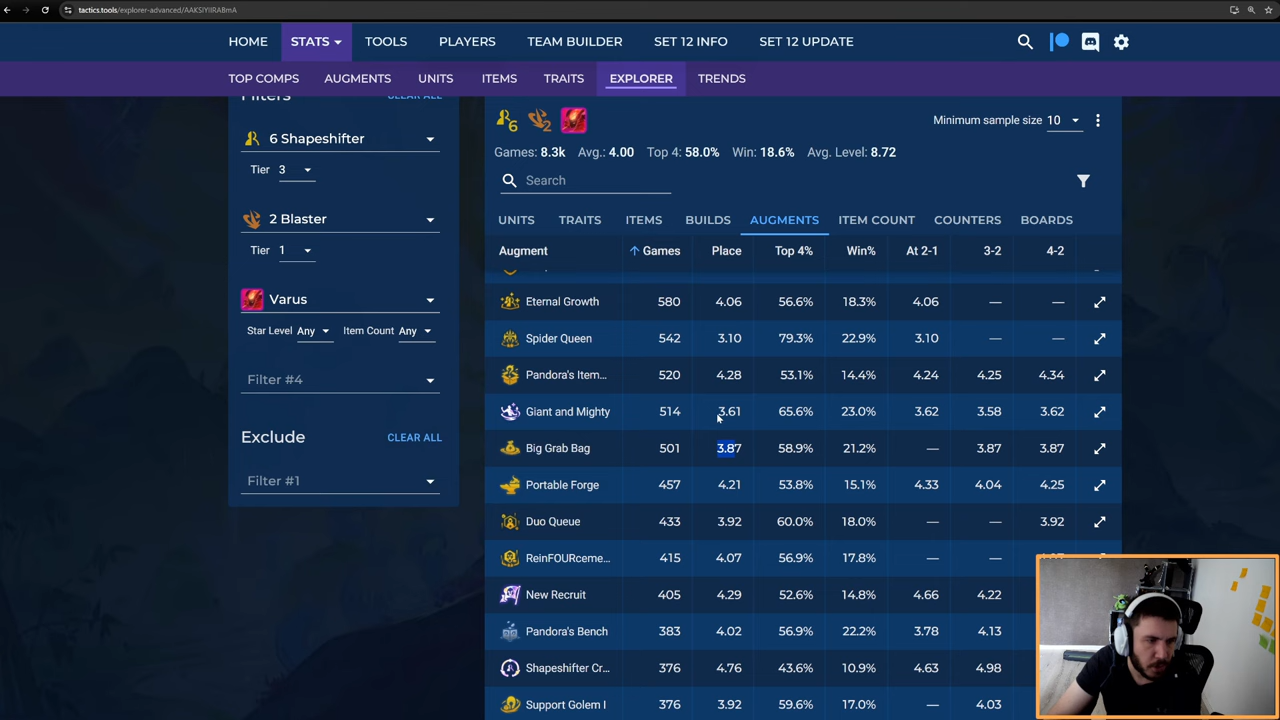 tactics.tools/explorer-advanced/AAKSIYIIRABmA
HOME STATS TOOLS PLAYERS TEAM BUILDER SET 12 INFO SET 12 UPDATE
TOP COMPS AUGMENTS UNITS ITEMS TRAITS EXPLORER TRENDS
Filters CLEAR ALL
6 Shapeshifter
Tier 3
2 Blaster
Tier 1
Varus
Star Level Any Item Count Any
Filter #4
Exclude CLEAR ALL
Filter #1
6 2 Minimum sample size 10
Games: 8.3k Avg.: 4.00 Top 4: 58.0% Win: 18.6% Avg. Level: 8.72
Search
UNITS TRAITS ITEMS BUILDS AUGMENTS ITEM COUNT COUNTERS BOARDS
Augment Games Place Top 4% Win% At 2-1 3-2 4-2
Eternal Growth 580 4.06 56.6% 18.3% 4.06 — —
Spider Queen 542 3.10 79.3% 22.9% 3.10 — —
Pandora's Item... 520 4.28 53.1% 14.4% 4.24 4.25 4.34
Giant and Mighty 514 3.61 65.6% 23.0% 3.62 3.58 3.62
Big Grab Bag 501 3.87 58.9% 21.2% — 3.87 3.87
Portable Forge 457 4.21 53.8% 15.1% 4.33 4.04 4.25
Duo Queue 433 3.92 60.0% 18.0% — — 3.92
ReinFOURceme... 415 4.07 56.9% 17.8% — —
New Recruit 405 4.29 52.6% 14.8% 4.66 4.22
Pandora's Bench 383 4.02 56.9% 22.2% 3.78 4.13
Shapeshifter Cr... 376 4.76 43.6% 10.9% 4.63 4.98
Support Golem I 376 3.92 59.6% 17.0% — 4.03